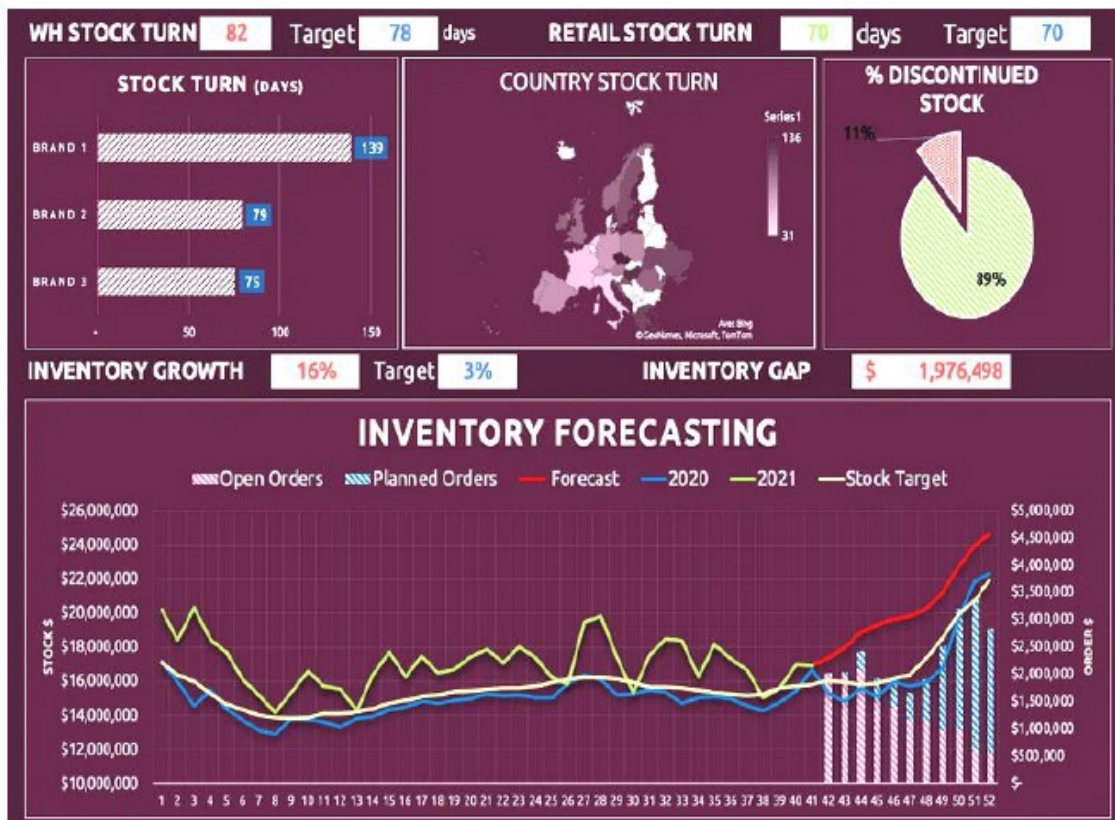 WH STOCK TURN 82 Target 78 days RETAIL STOCK TURN 70 days Target 70
STOCK TURN (DAYS)
BRAND 1 139
BRAND 2 79
BRAND 3 75
- 50 100 150
COUNTRY STOCK TURN
Series1
136
31
© GeoNames, Microsoft, TomTom
% DISCONTINUED
STOCK
11%
89%
INVENTORY GROWTH 16% Target 3% INVENTORY GAP $ 1,976,498
INVENTORY FORECASTING
Open Orders Planned Orders Forecast 2020 2021 Stock Target
$26,000,000 $5,000,000
$24,000,000 $4,500,000
$22,000,000 $4,000,000
$20,000,000 $3,500,000
$18,000,000 $3,000,000
$16,000,000 $2,500,000
$14,000,000 $2,000,000
$12,000,000 $1,500,000
$10,000,000 $1,000,000
$500,000
$-
STOCK $
ORDER $
1 2 3 4 5 6 7 8 9 10 11 12 13 14 15 16 17 18 19 20 21 22 23 24 25 26 27 28 29 30 31 32 33 34 35 36 37 38 39 40 41 42 43 44 45 46 47 48 49 50 51 52